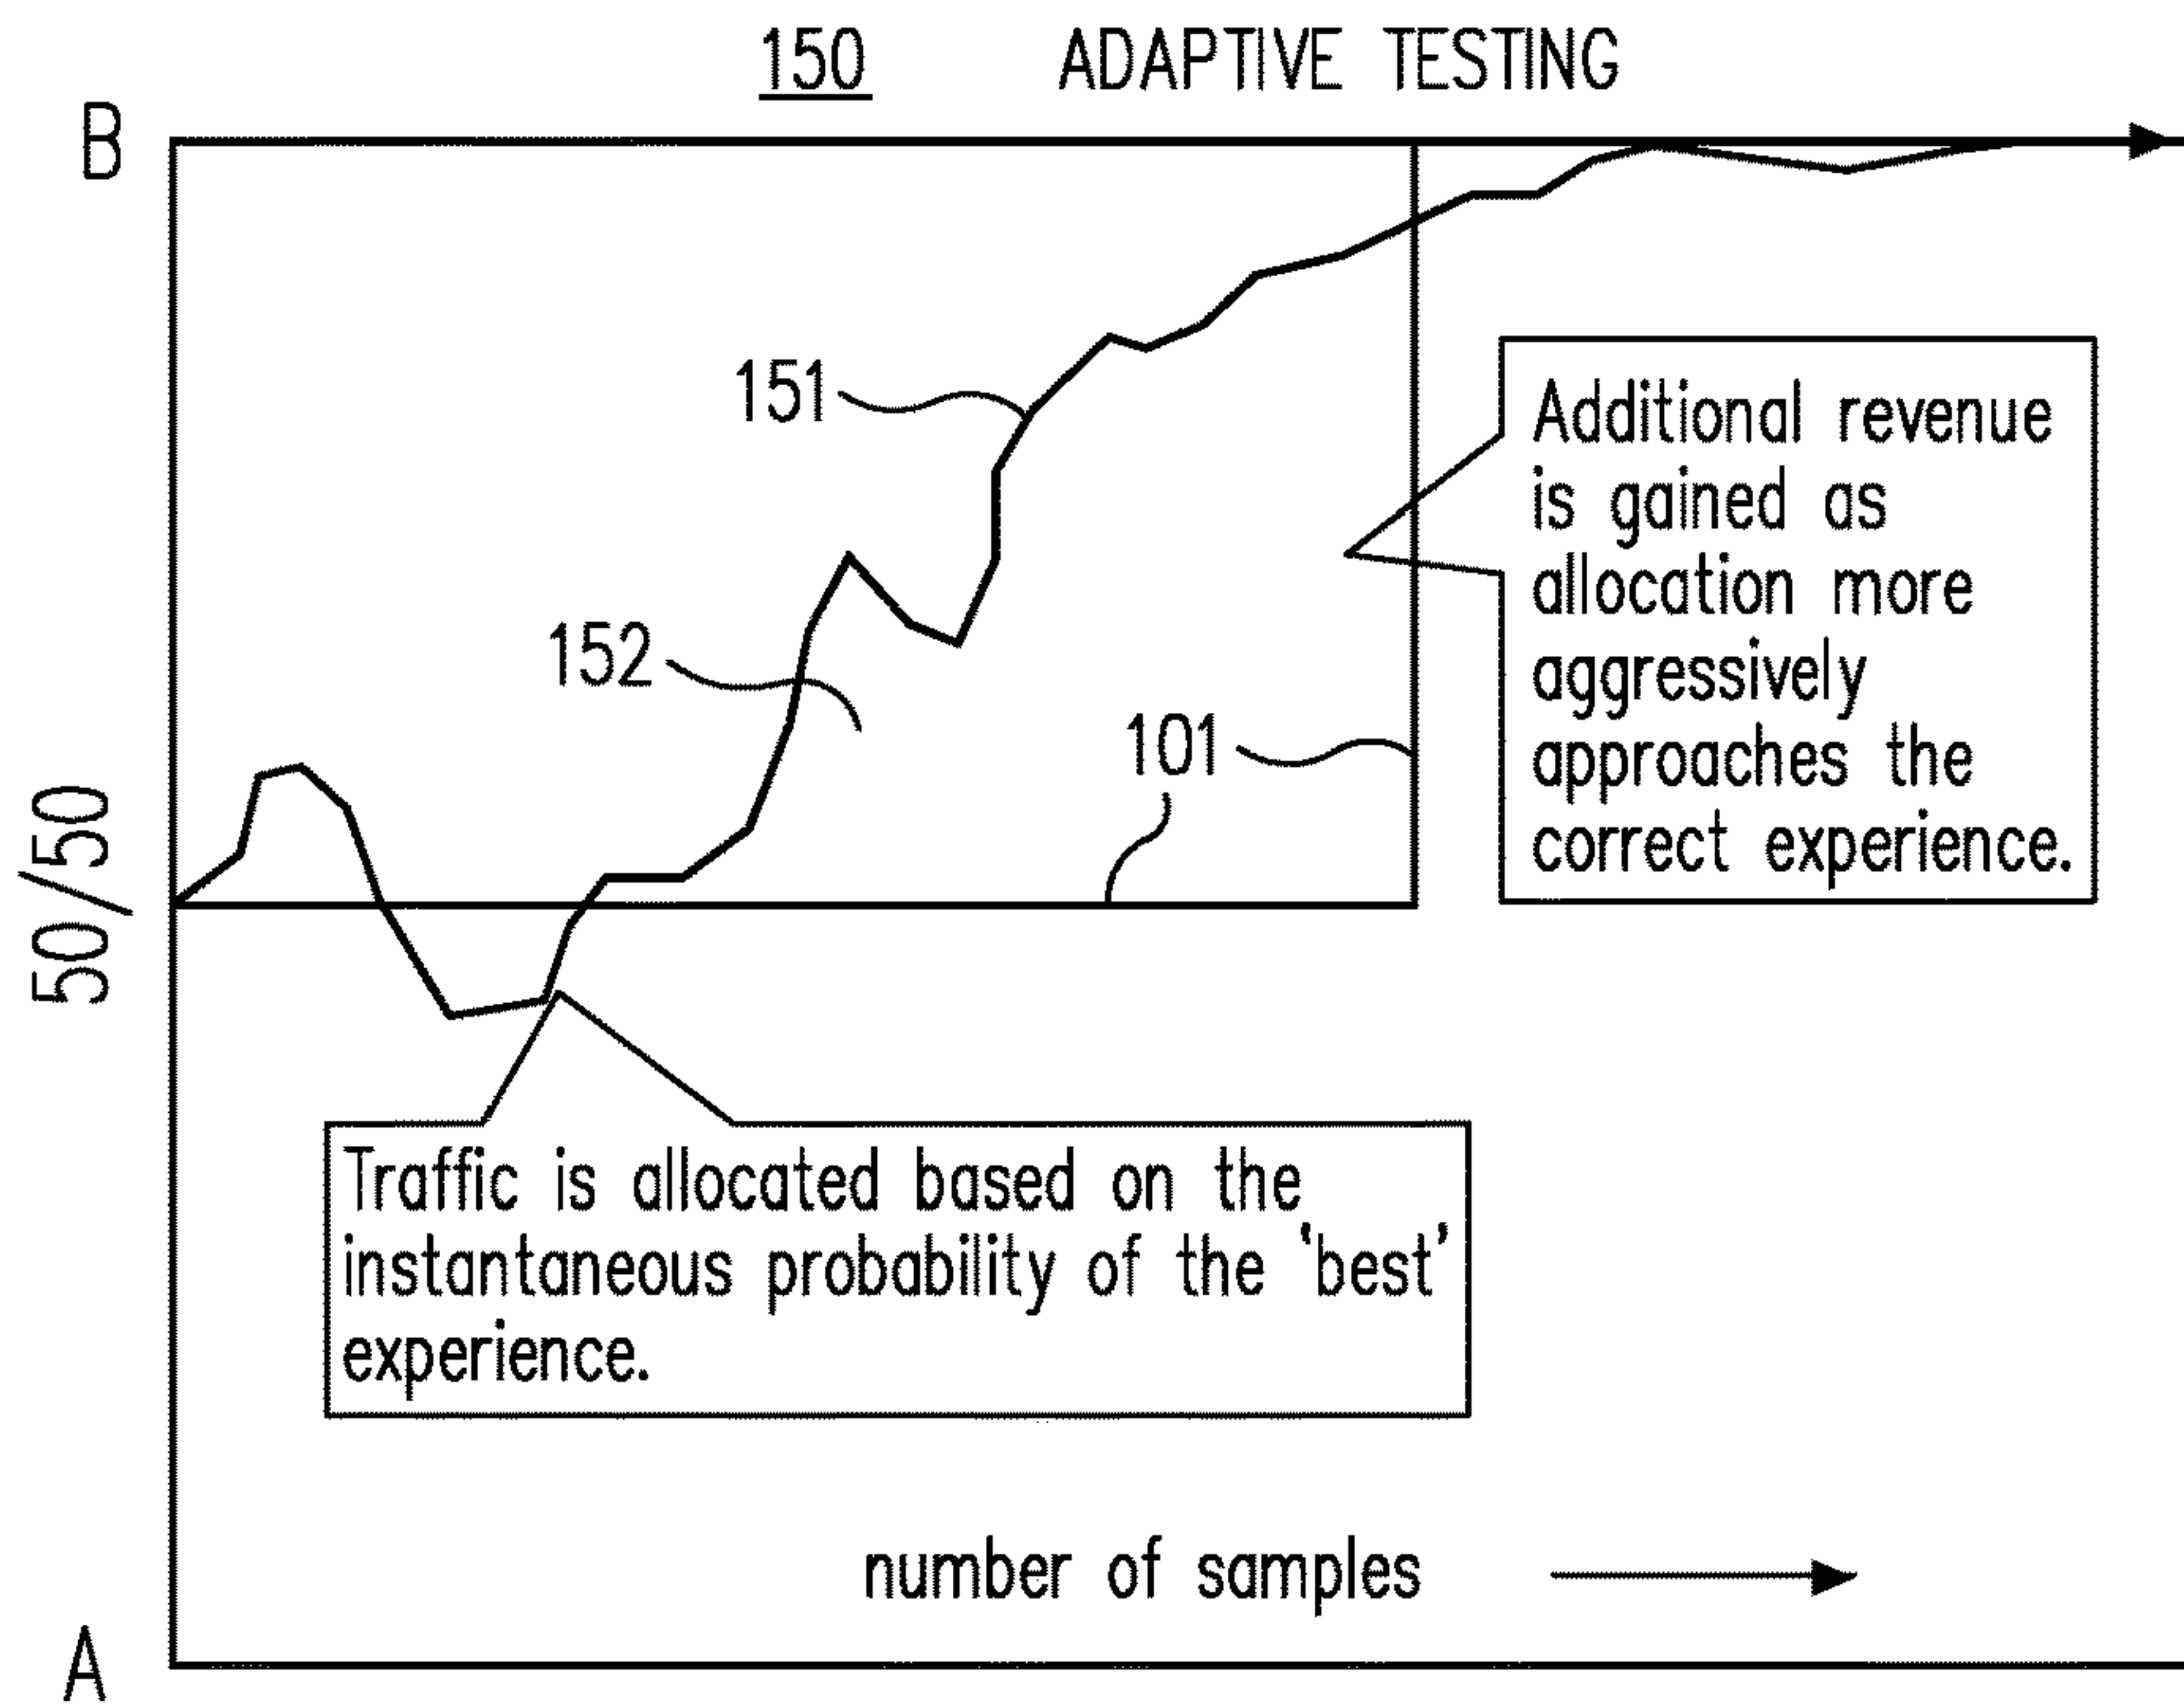 150 ADAPTIVE TESTING
B
151
Additional revenue
is gained as
allocation more
aggressively
approaches the
correct experience.
152
101
50/50
Traffic is allocated based on the
instantaneous probability of the ‘best’
experience.
number of samples
A